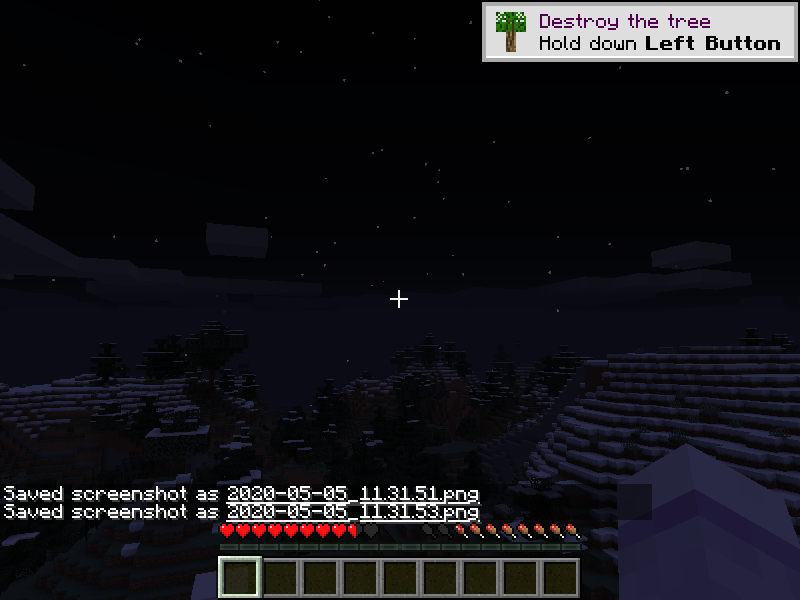 Destroy the tree
Hold down Left Button
Saved screenshot as 2020-05-05_11.31.51.png
Saved screenshot as 2020-05-05_11.31.53.png